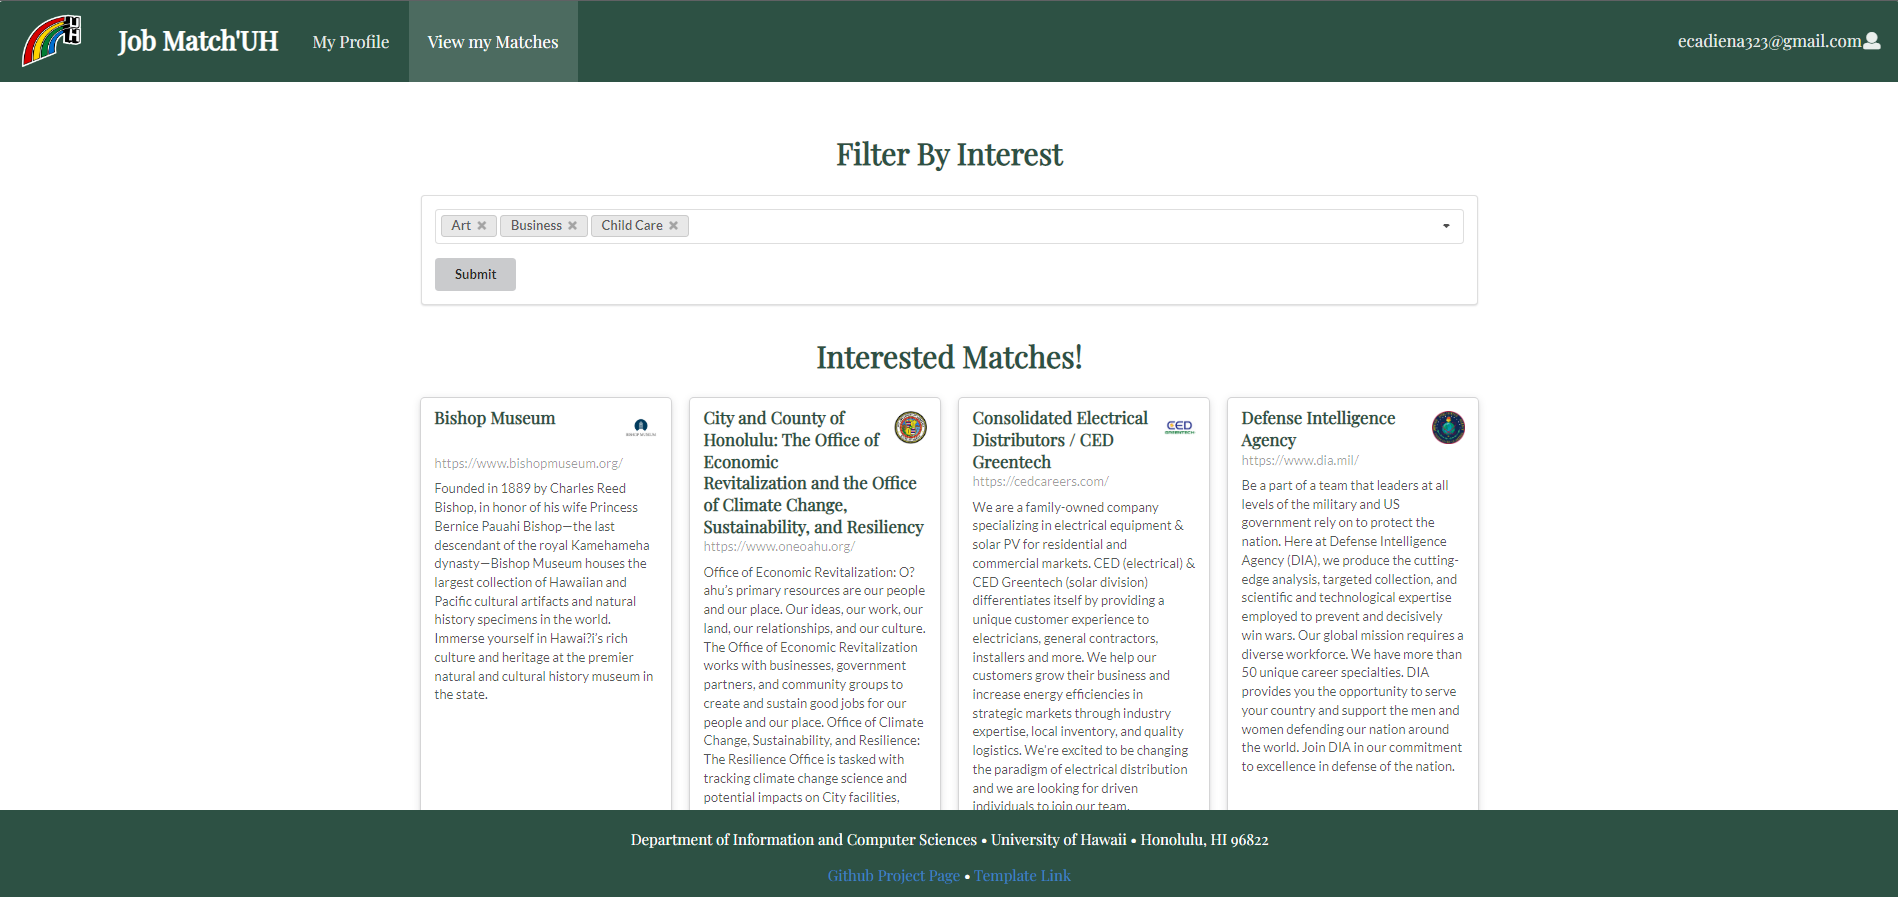 UH
Job Match'UH
My Profile
View my Matches
ecadiena323@gmail.com
Filter By Interest
Art
Business
Child Care
Submit
Interested Matches!
Bishop Museum
BISHOP MUSEUM
https://www.bishopmuseum.org/
Founded in 1889 by Charles Reed
Bishop, in honor of his wife Princess
Bernice Pauahi Bishop—the last
descendant of the royal Kamehameha
dynasty—Bishop Museum houses the
largest collection of Hawaiian and
Pacific cultural artifacts and natural
history specimens in the world.
Immerse yourself in Hawai?i's rich
culture and heritage at the premier
natural and cultural history museum in
the state.
City and County of
Honolulu: The Office of
Economic
Revitalization and the Office
of Climate Change,
Sustainability, and Resiliency
https://www.oneoahu.org/
Office of Economic Revitalization: O?
ahu's primary resources are our people
and our place. Our ideas, our work, our
land, our relationships, and our culture.
The Office of Economic Revitalization
works with businesses, government
partners, and community groups to
create and sustain good jobs for our
people and our place. Office of Climate
Change, Sustainability, and Resilience:
The Resilience Office is tasked with
tracking climate change science and
potential impacts on City facilities,
Consolidated Electrical
Distributors / CED
Greentech
CED
GREENTECH
https://cedcareers.com/
We are a family-owned company
specializing in electrical equipment &
solar PV for residential and
commercial markets. CED (electrical) &
CED Greentech (solar division)
differentiates itself by providing a
unique customer experience to
electricians, general contractors,
installers and more. We help our
customers grow their business and
increase energy efficiencies in
strategic markets through industry
expertise, local inventory, and quality
logistics. We're excited to be changing
the paradigm of electrical distribution
and we are looking for driven
individuals to join our team.
Defense Intelligence
Agency
https://www.dia.mil/
Be a part of a team that leaders at all
levels of the military and US
government rely on to protect the
nation. Here at Defense Intelligence
Agency (DIA), we produce the cutting-
edge analysis, targeted collection, and
scientific and technological expertise
employed to prevent and decisively
win wars. Our global mission requires a
diverse workforce. We have more than
50 unique career specialties. DIA
provides you the opportunity to serve
your country and support the men and
women defending our nation around
the world. Join DIA in our commitment
to excellence in defense of the nation.
Department of Information and Computer Sciences • University of Hawaii • Honolulu, HI 96822
Github Project Page • Template Link